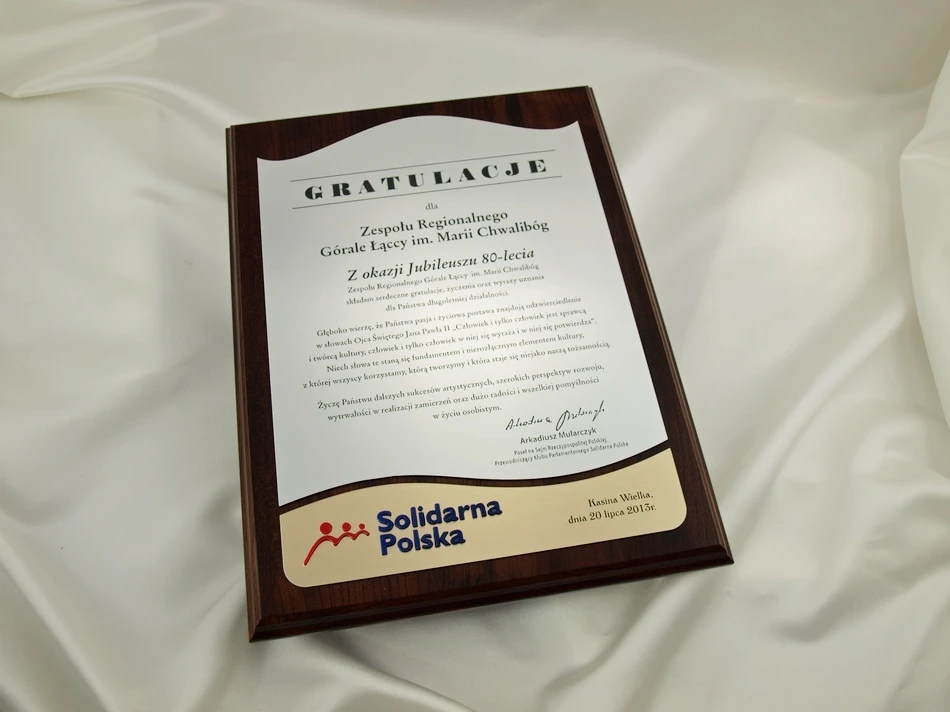 GRATULACJE
dla
Zespołu Regionalnego
Górale Łąccy im. Marii Chwalibóg
Z okazji Jubileuszu 80-lecia
Zespołu Regionalnego Górale Łąccy im. Marii Chwalibóg
składam serdeczne gratulacje, życzenia oraz wyrazy uznania
dla Państwa długoletniej działalności.
Głęboko wierzę, że Państwa pasja i życiowa postawa znajdują odzwierciedlenie
w słowach Ojca Świętego Jana Pawła II „Człowiek i tylko człowiek jest sprawcą
i twórcą kultury, człowiek i tylko człowiek w niej się wyraża i w niej się potwierdza”.
Niech słowa te staną się fundamentem i nierozłącznym elementem kultury,
z której wszyscy korzystamy, którą tworzymy i która staje się niejako naszą tożsamością.
Życzę Państwu dalszych sukcesów artystycznych, szerokich perspektyw rozwoju,
wytrwałości w realizacji zamierzeń oraz dużo radości i wszelkiej pomyślności
w życiu osobistym.
Arkadiusz Mularczyk
Poseł na Sejm Rzeczypospolitej Polskiej
Przewodniczący Klubu Parlamentarnego Solidarna Polska
Solidarna
Polska
Kasina Wielka,
dnia 20 lipca 2013r.